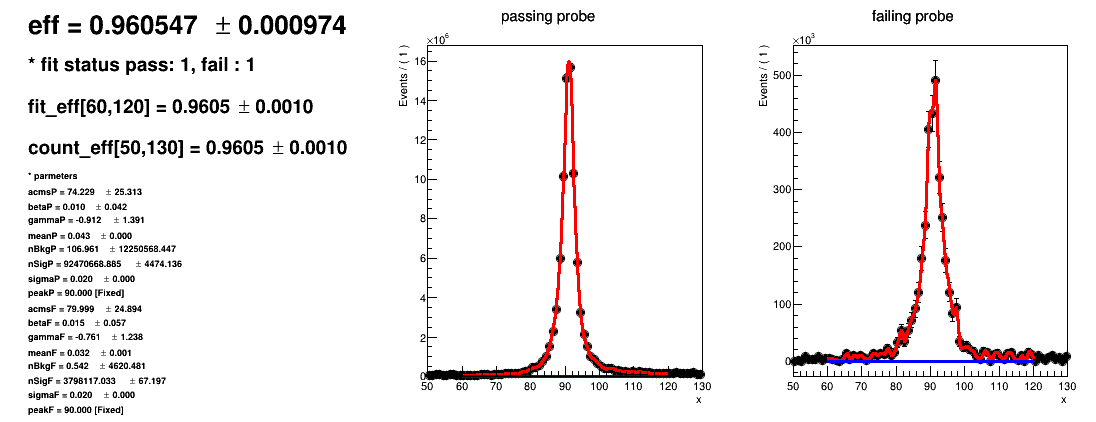 eff = 0.960547 ± 0.000974
* fit status pass: 1, fail : 1
fit_eff[60,120] = 0.9605 ± 0.0010
count_eff[50,130] = 0.9605 ± 0.0010
* parmeters
acmsP = 74.229 ± 25.313
betaP = 0.010 ± 0.042
gammaP = -0.912 ± 1.391
meanP = 0.043 ± 0.000
nBkgP = 106.961 ± 12250568.447
nSigP = 92470668.885 ± 4474.136
sigmaP = 0.020 ± 0.000
peakP = 90.000 [Fixed]
acmsF = 79.999 ± 24.894
betaF = 0.015 ± 0.057
gammaF = -0.761 ± 1.238
meanF = 0.032 ± 0.001
nBkgF = 0.542 ± 4620.481
nSigF = 3798117.033 ± 67.197
sigmaF = 0.020 ± 0.000
peakF = 90.000 [Fixed]
passing probe
×10⁶
Events / ( 1 )
16
14
12
10
8
6
4
2
0
50 60 70 80 90 100 110 120 130
x
failing probe
×10³
Events / ( 1 )
500
400
300
200
100
0
50 60 70 80 90 100 110 120 130
x